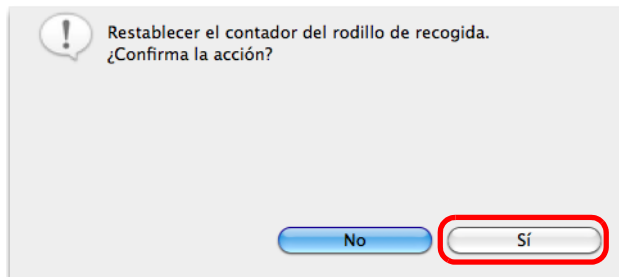 Restablecer el contador del rodillo de recogida.
¿Confirma la acción?
No
Sí